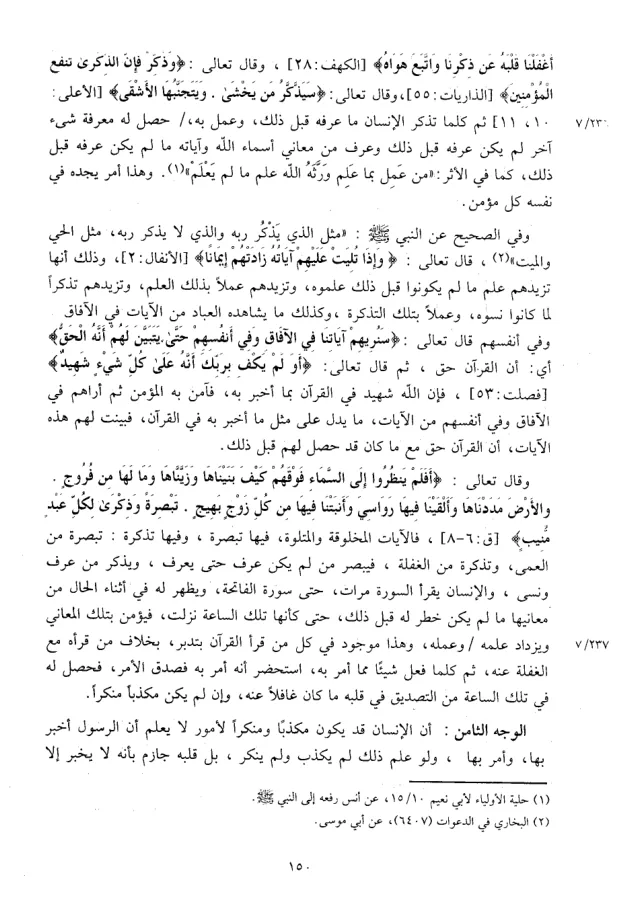 أَغْفَلْنَا قَلْبَهُ عَن ذِكْرِنَا وَاتَّبَعَ هَوَاهُ﴾ [الكهف:٢٨] ، وقال تعالى :﴿وَذَكِّرْ فَإِنَّ الذِّكْرىٰ تنفع
الْمُؤْمِنِينَ﴾ [الذاريات:٥٥]،وقال تعالى:﴿سَيَذَّكَّرُ مَن يَخْشَىٰ . وَيَتَجَنَّبُهَا الأَشْقَى﴾ [الأعلى:
١٠، ١١] ثم كلما تذكر الإنسان ما عرفه قبل ذلك، وعمل به،/ حصل له معرفة شىء ٧/٢٣٠
آخر لم يكن عرفه قبل ذلك وعرف من معاني أسماء اللّه وآياته ما لم يكن عرفه قبل
ذلك، كما في الأثر:«من عَمِل بما عَلِم ورَّثَه اللّه علم ما لم يَعْلَم»(١). وهذا أمر يجده في
نفسه كل مؤمن.
وفي الصحيح عن النبي ﷺ : «مثل الذي يَذْكُر ربه والذي لا يذكر ربه، مثل الحي
والميت»(٢) ، قال تعالى : ﴿ وَإِذَا تُلِيَتْ عَلَيْهِمْ آيَاتُهُ زَادَتْهُمْ إِيمَانًا﴾ [الأنفال:٢]، وذلك أنها
تزيدهم علم ما لم يكونوا قبل ذلك علموه، وتزيدهم عملاً بذلك العلم، وتزيدهم تذكراً
لما كانوا نسوه، وعملاً بتلك التذكرة ،وكذلك ما يشاهده العباد من الآيات في الآفاق
وفي أنفسهم قال تعالى : ﴿سَنُرِيهِمْ آيَاتِنَا فِي الآفَاقِ وَفِي أَنفُسِهِمْ حَتَّىٰ يَتَبَيَّنَ لَهُمْ أَنَّهُ الْحَقُّ﴾
أي: أن القرآن حق ، ثم قال تعالى: ﴿أَوَ لَمْ يَكْفِ بِرَبِّكَ أَنَّهُ عَلَىٰ كُلِّ شَيْءٍ شَهِيدٌ﴾
[فصلت:٥٣] ، فإن اللّه شهيد في القرآن بما أخبر به، فآمن به المؤمن ثم أراهم في
الآفاق وفي أنفسهم من الآيات، ما يدل على مثل ما أخبر به في القرآن، فبينت لهم هذه
الآيات، أن القرآن حق مع ما كان قد حصل لهم قبل ذلك.
وقال تعالى : ﴿أَفَلَمْ يَنظُرُوا إِلَى السَّمَاءِ فَوْقَهُمْ كَيْفَ بَنَيْنَاهَا وَزَيَّنَّاهَا وَمَا لَهَا مِن فُرُوجٍ .
والأَرْضَ مَدَدْنَاهَا وَأَلْقَيْنَا فِيهَا رَوَاسِيَ وَأَنبَتْنَا فِيهَا مِن كُلِّ زَوْجٍ بَهِيجٍ . تَبْصِرَةً وَذِكْرَىٰ لِكُلِّ عَبْدٍ
مُّنِيبٍ﴾ [ق:٦-٨] ، فالآيات المخلوقة والمتلوة، فيها تبصرة ، وفيها تذكرة : تبصرة من
العمى، وتذكرة من الغفلة ، فيبصر من لم يكن عرف حتى يعرف ، ويذكر من عرف
ونسى ، والإنسان يقرأ السورة مرات، حتى سورة الفاتحة، ويظهر له في أثناء الحال من
معانيها ما لم يكن خطر له قبل ذلك، حتى كأنها تلك الساعة نزلت، فيؤمن بتلك المعاني
ويزداد علمه /وعمله، وهذا موجود في كل من قرأ القرآن بتدبر، بخلاف من قرأه مع ٧/٢٣٧
الغفلة عنه، ثم كلما فعل شيئًا مما أمر به، استحضر أنه أمر به فصدق الأمر، فحصل له
في تلك الساعة من التصديق في قلبه ما كان غافلاً عنه، وإن لم يكن مكذباً منكراً.
الوجه الثامن : أن الإنسان قد يكون مكذبًا ومنكراً لأمور لا يعلم أن الرسول أخبر
بها، وأمر بها ، ولو علم ذلك لم يكذب ولم ينكر ، بل قلبه جازم بأنه لا يخبر إلا
(١) حلية الأولياء لأبي نعيم ١٥/١٠، عن أنس رفعه إلى النبي ﷺ.
(٢) البخاري في الدعوات (٦٤٠٧)، عن أبي موسى.
١٥٠